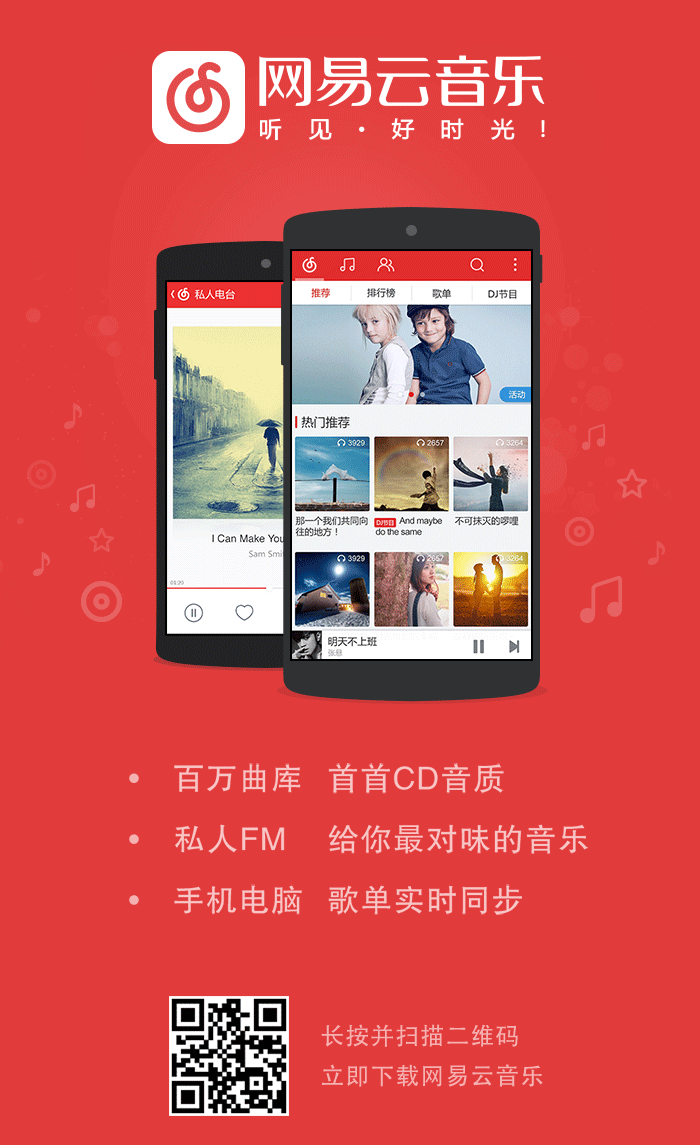 网易云音乐
听见·好时光!
私人电台
I Can Make You
Sam Smi
01:20
推荐
排行榜
歌单
DJ节目
活动
热门推荐
3929
2657
3264
那一个我们共同向
往的地方！
DJ节目 And maybe
do the same
不可抹灭的啰哩
3929
2657
3264
明天不上班
张悬
• 百万曲库 首首CD音质
• 私人FM 给你最对味的音乐
• 手机电脑 歌单实时同步
长按并扫描二维码
立即下载网易云音乐